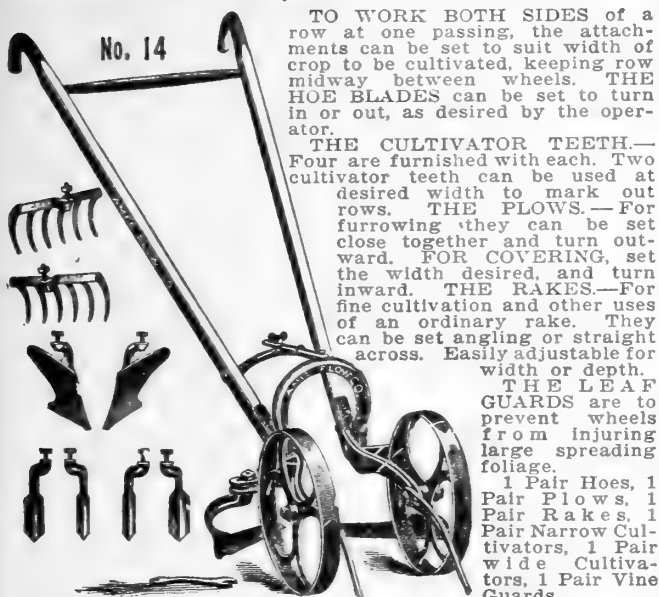 No. 14
TO WORK BOTH SIDES of a
row at one passing, the attach-
ments can be set to suit width of
crop to be cultivated, keeping row
midway between wheels. THE
HOE BLADES can be set to turn
in or out, as desired by the oper-
ator.
THE CULTIVATOR TEETH.—
Four are furnished with each. Two
cultivator teeth can be used at
desired width to mark out
rows. THE PLOWS.—For
furrowing they can be set
close together and turn out-
ward. FOR COVERING, set
the width desired, and turn
inward. THE RAKES.—For
fine cultivation and other uses
of an ordinary rake. They
can be set angling or straight
across. Easily adjustable for
width or depth.
THE LEAF
GUARDS are to
prevent wheels
from injuring
large spreading
foliage.
1 Pair Hoes, 1
Pair Plows, 1
Pair Rakes, 1
Pair Narrow Cul-
tivators, 1 Pair
wide Cultiva-
tors, 1 Pair Vine
Guards